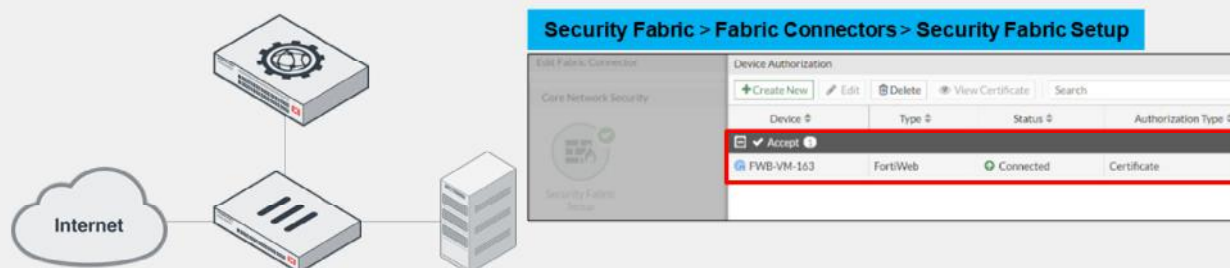 Security Fabric > Fabric Connectors > Security Fabric Setup
Edit Fabric Connector
Device Authorization
Core Network Security
+Create New Edit Delete View Certificate Search
Device Type Status Authorization Type
Accept 1
FWB-VM-163 FortiWeb Connected Certificate
Security Fabric
Setup
Internet